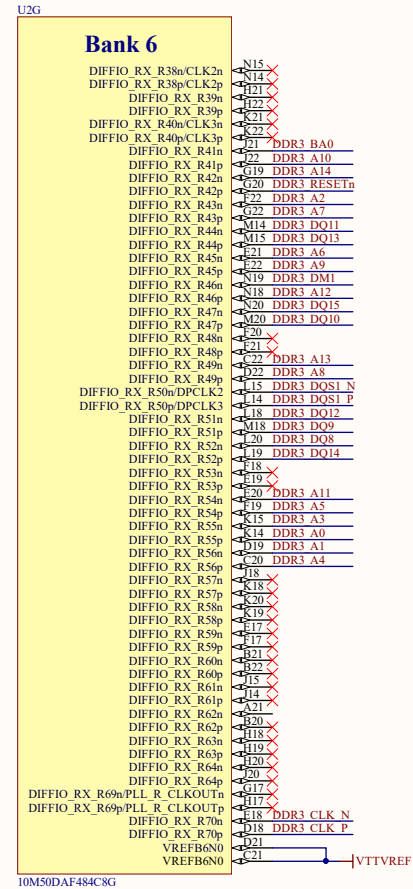 U2G
Bank 6
DIFFIO_RX_R38n/CLK2n N15
DIFFIO_RX_R38p/CLK2p N14
DIFFIO_RX_R39n H21
DIFFIO_RX_R39p H22
DIFFIO_RX_R40n/CLK3n K21
DIFFIO_RX_R40p/CLK3p K22
DIFFIO_RX_R41n J21 DDR3_BA0
DIFFIO_RX_R41p J22 DDR3_A10
DIFFIO_RX_R42n G19 DDR3_A14
DIFFIO_RX_R42p G20 DDR3_RESETn
DIFFIO_RX_R43n F22 DDR3_A2
DIFFIO_RX_R43p G22 DDR3_A7
DIFFIO_RX_R44n M14 DDR3_DQ11
DIFFIO_RX_R44p M15 DDR3_DQ13
DIFFIO_RX_R45n E21 DDR3_A6
DIFFIO_RX_R45p E22 DDR3_A9
DIFFIO_RX_R46n N19 DDR3_DM1
DIFFIO_RX_R46p N18 DDR3_A12
DIFFIO_RX_R47n N20 DDR3_DQ15
DIFFIO_RX_R47p M20 DDR3_DQ10
DIFFIO_RX_R48n F20
DIFFIO_RX_R48p F21
DIFFIO_RX_R49n C22 DDR3_A13
DIFFIO_RX_R49p D22 DDR3_A8
DIFFIO_RX_R50n/DPCLK2 L15 DDR3_DQS1_N
DIFFIO_RX_R50p/DPCLK3 L14 DDR3_DQS1_P
DIFFIO_RX_R51n L18 DDR3_DQ12
DIFFIO_RX_R51p M18 DDR3_DQ9
DIFFIO_RX_R52n L20 DDR3_DQ8
DIFFIO_RX_R52p L19 DDR3_DQ14
DIFFIO_RX_R53n F18
DIFFIO_RX_R53p E19
DIFFIO_RX_R54n E20 DDR3_A11
DIFFIO_RX_R54p F19 DDR3_A5
DIFFIO_RX_R55n K15 DDR3_A3
DIFFIO_RX_R55p K14 DDR3_A0
DIFFIO_RX_R56n D19 DDR3_A1
DIFFIO_RX_R56p C20 DDR3_A4
DIFFIO_RX_R57n J18
DIFFIO_RX_R57p K18
DIFFIO_RX_R58n K20
DIFFIO_RX_R58p K19
DIFFIO_RX_R59n E17
DIFFIO_RX_R59p F17
DIFFIO_RX_R60n B21
DIFFIO_RX_R60p B22
DIFFIO_RX_R61n J15
DIFFIO_RX_R61p J14
DIFFIO_RX_R62n A21
DIFFIO_RX_R62p B20
DIFFIO_RX_R63n H18
DIFFIO_RX_R63p H19
DIFFIO_RX_R64n H20
DIFFIO_RX_R64p J20
DIFFIO_RX_R69n/PLL_R_CLKOUTn G17
DIFFIO_RX_R69p/PLL_R_CLKOUTp H17
DIFFIO_RX_R70n E18 DDR3_CLK_N
DIFFIO_RX_R70p D18 DDR3_CLK_P
VREFB6N0 D21
VREFB6N0 C21 VTTVREF
10M50DAF484C8G